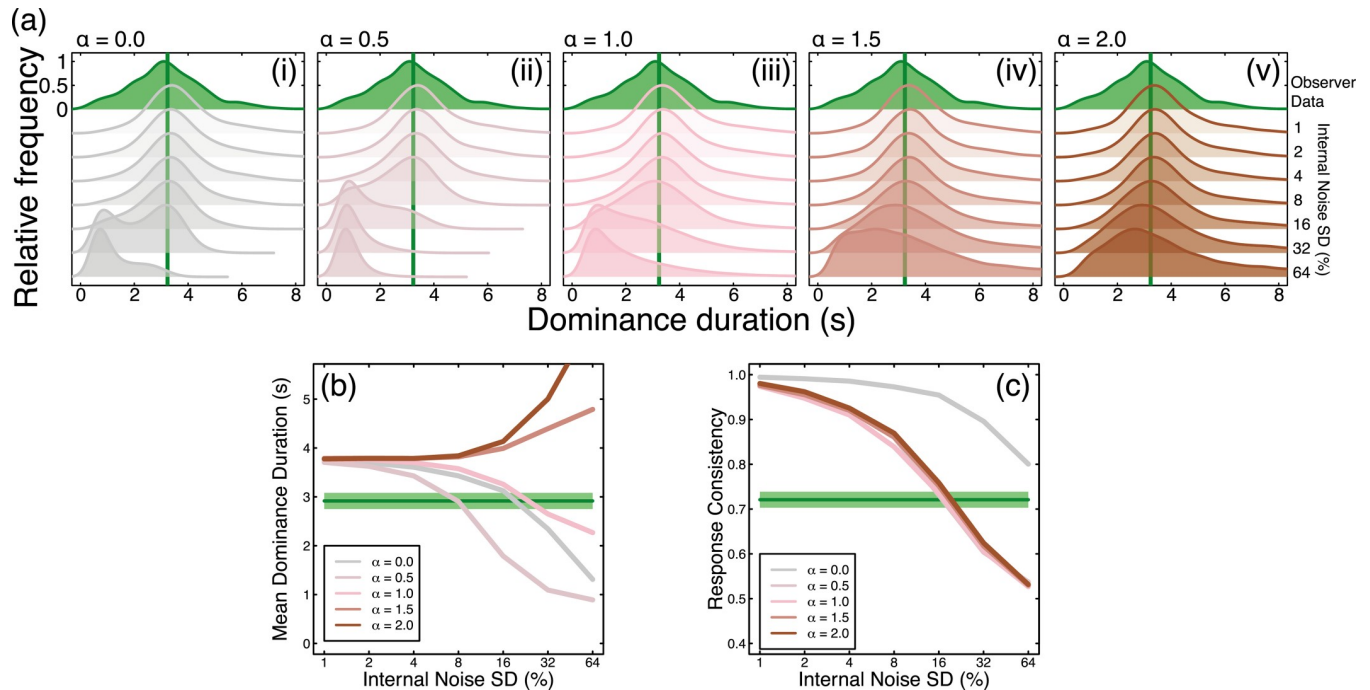 (a)
α = 0.0
α = 0.5
α = 1.0
α = 1.5
α = 2.0
Relative frequency
1
0.5
0
(i)
(ii)
(iii)
(iv)
(v)
Observer
Data
1
2
4
8
16
32
64
Internal Noise SD (%)
0 2 4 6 8
0 2 4 6 8
0 2 4 6 8
0 2 4 6 8
0 2 4 6 8
Dominance duration (s)
(b)
Mean Dominance Duration (s)
5
4
3
2
1
0
α = 0.0
α = 0.5
α = 1.0
α = 1.5
α = 2.0
1 2 4 8 16 32 64
Internal Noise SD (%)
(c)
Response Consistency
1.0
0.9
0.8
0.7
0.6
0.5
0.4
α = 0.0
α = 0.5
α = 1.0
α = 1.5
α = 2.0
1 2 4 8 16 32 64
Internal Noise SD (%)